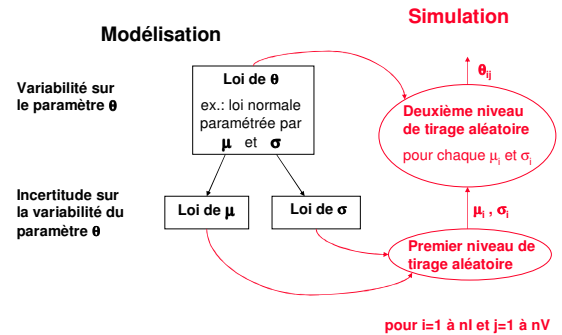 Simulation
Modélisation
Variabilité sur
le paramètre θ
Loi de θ
ex.: loi normale
paramétrée par
μ et σ
θij
Deuxième niveau
de tirage aléatoire
pour chaque μi et σi
Incertitude sur
la variabilité du
paramètre θ
Loi de μ
Loi de σ
μi , σi
Premier niveau de
tirage aléatoire
pour i=1 à nI et j=1 à nV